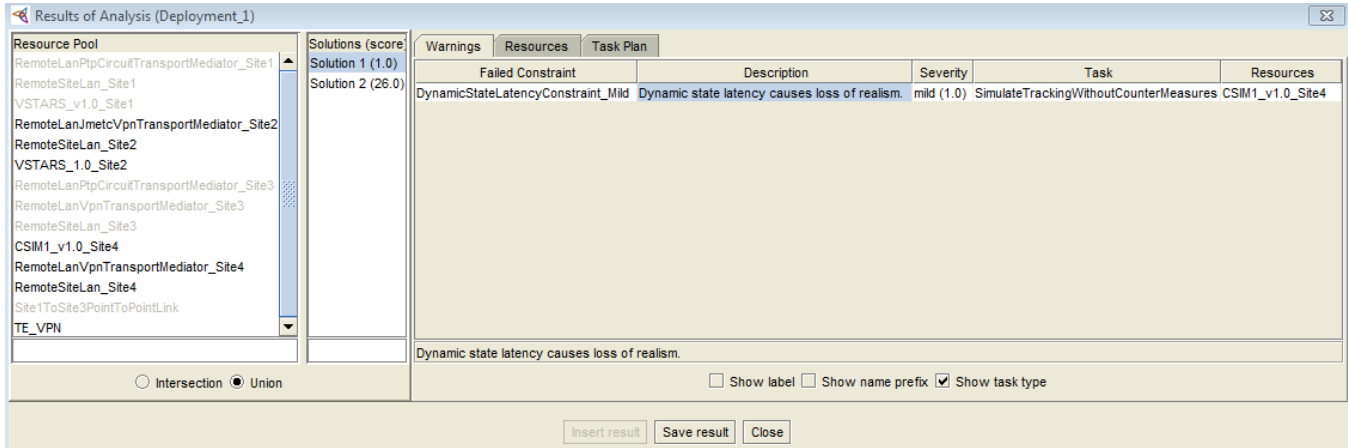 Results of Analysis (Deployment_1)
Resource Pool
RemoteLanPtpCircuitTransportMediator_Site1
RemoteSiteLan_Site1
VSTARS_v1.0_Site1
RemoteLanJmetcVpnTransportMediator_Site2
RemoteSiteLan_Site2
VSTARS_1.0_Site2
RemoteLanPtpCircuitTransportMediator_Site3
RemoteLanVpnTransportMediator_Site3
RemoteSiteLan_Site3
CSIM1_v1.0_Site4
RemoteLanVpnTransportMediator_Site4
RemoteSiteLan_Site4
Site1ToSite3PointToPointLink
TE_VPN
Intersection Union
Solutions (score)
Solution 1 (1.0)
Solution 2 (26.0)
Warnings Resources Task Plan
Failed Constraint Description Severity Task Resources
DynamicStateLatencyConstraint_Mild Dynamic state latency causes loss of realism. mild (1.0) SimulateTrackingWithoutCounterMeasures CSIM1_v1.0_Site4
Dynamic state latency causes loss of realism.
Show label Show name prefix Show task type
Insert result Save result Close